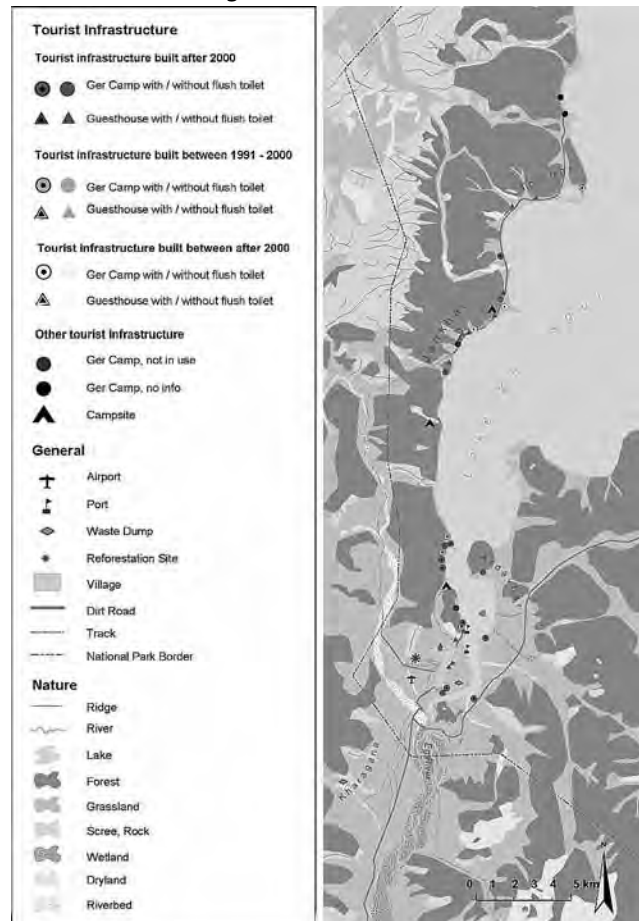 Tourist Infrastructure
Tourist infrastructure built after 2000
Ger Camp with / without flush toilet
Guesthouse with / without flush toilet
Tourist infrastructure built between 1991 - 2000
Ger Camp with / without flush toilet
Guesthouse with / without flush toilet
Tourist infrastructure built between after 2000
Ger Camp with / without flush toilet
Guesthouse with / without flush toilet
Other tourist infrastructure
Ger Camp, not in use
Ger Camp, no info
Campsite
General
Airport
Port
Waste Dump
Reforestation Site
Village
Dirt Road
Track
National Park Border
Nature
Ridge
River
Lake
Forest
Grassland
Scree, Rock
Wetland
Dryland
Riverbed
Kharagana
0 1 2 3 4 5 km
N